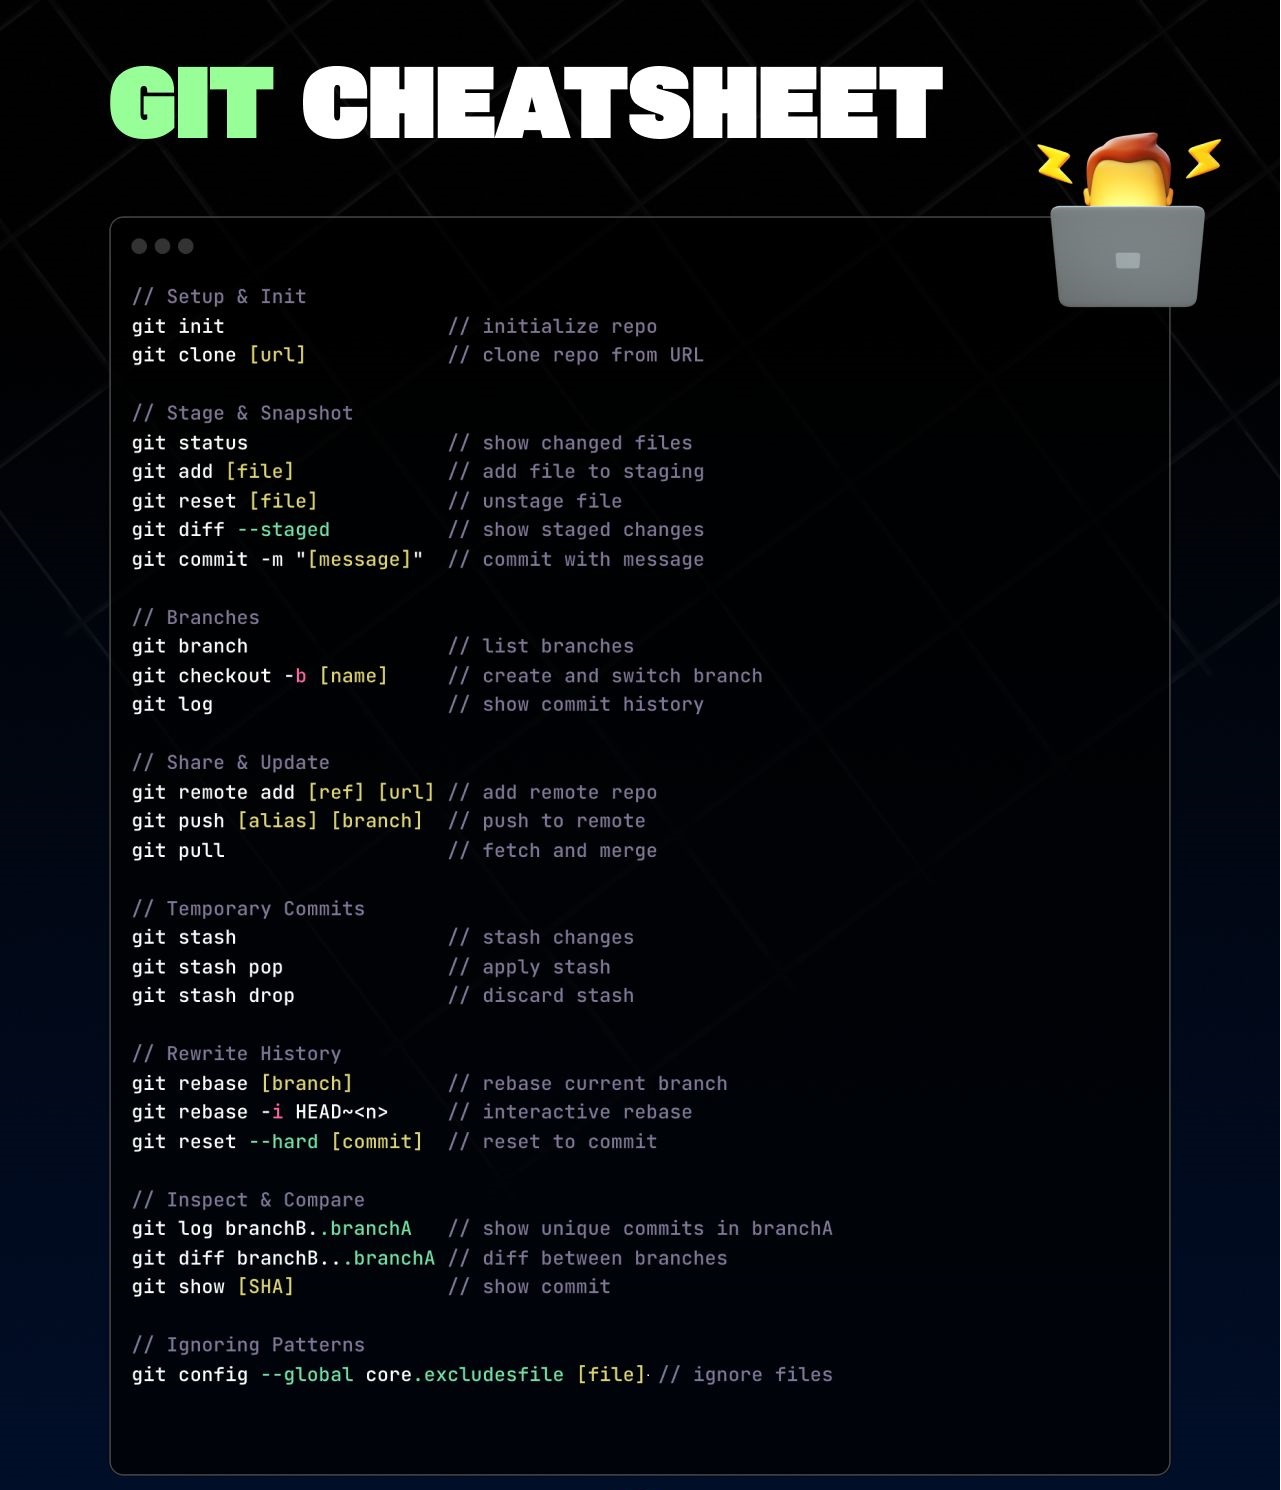 GIT CHEATSHEET
// Setup & Init
git init // initialize repo
git clone [url] // clone repo from URL
// Stage & Snapshot
git status // show changed files
git add [file] // add file to staging
git reset [file] // unstage file
git diff --staged // show staged changes
git commit -m "[message]" // commit with message
// Branches
git branch // list branches
git checkout -b [name] // create and switch branch
git log // show commit history
// Share & Update
git remote add [ref] [url] // add remote repo
git push [alias] [branch] // push to remote
git pull // fetch and merge
// Temporary Commits
git stash // stash changes
git stash pop // apply stash
git stash drop // discard stash
// Rewrite History
git rebase [branch] // rebase current branch
git rebase -i HEAD~<n> // interactive rebase
git reset --hard [commit] // reset to commit
// Inspect & Compare
git log branchB..branchA // show unique commits in branchA
git diff branchB...branchA // diff between branches
git show [SHA] // show commit
// Ignoring Patterns
git config --global core.excludesfile [file] // ignore files